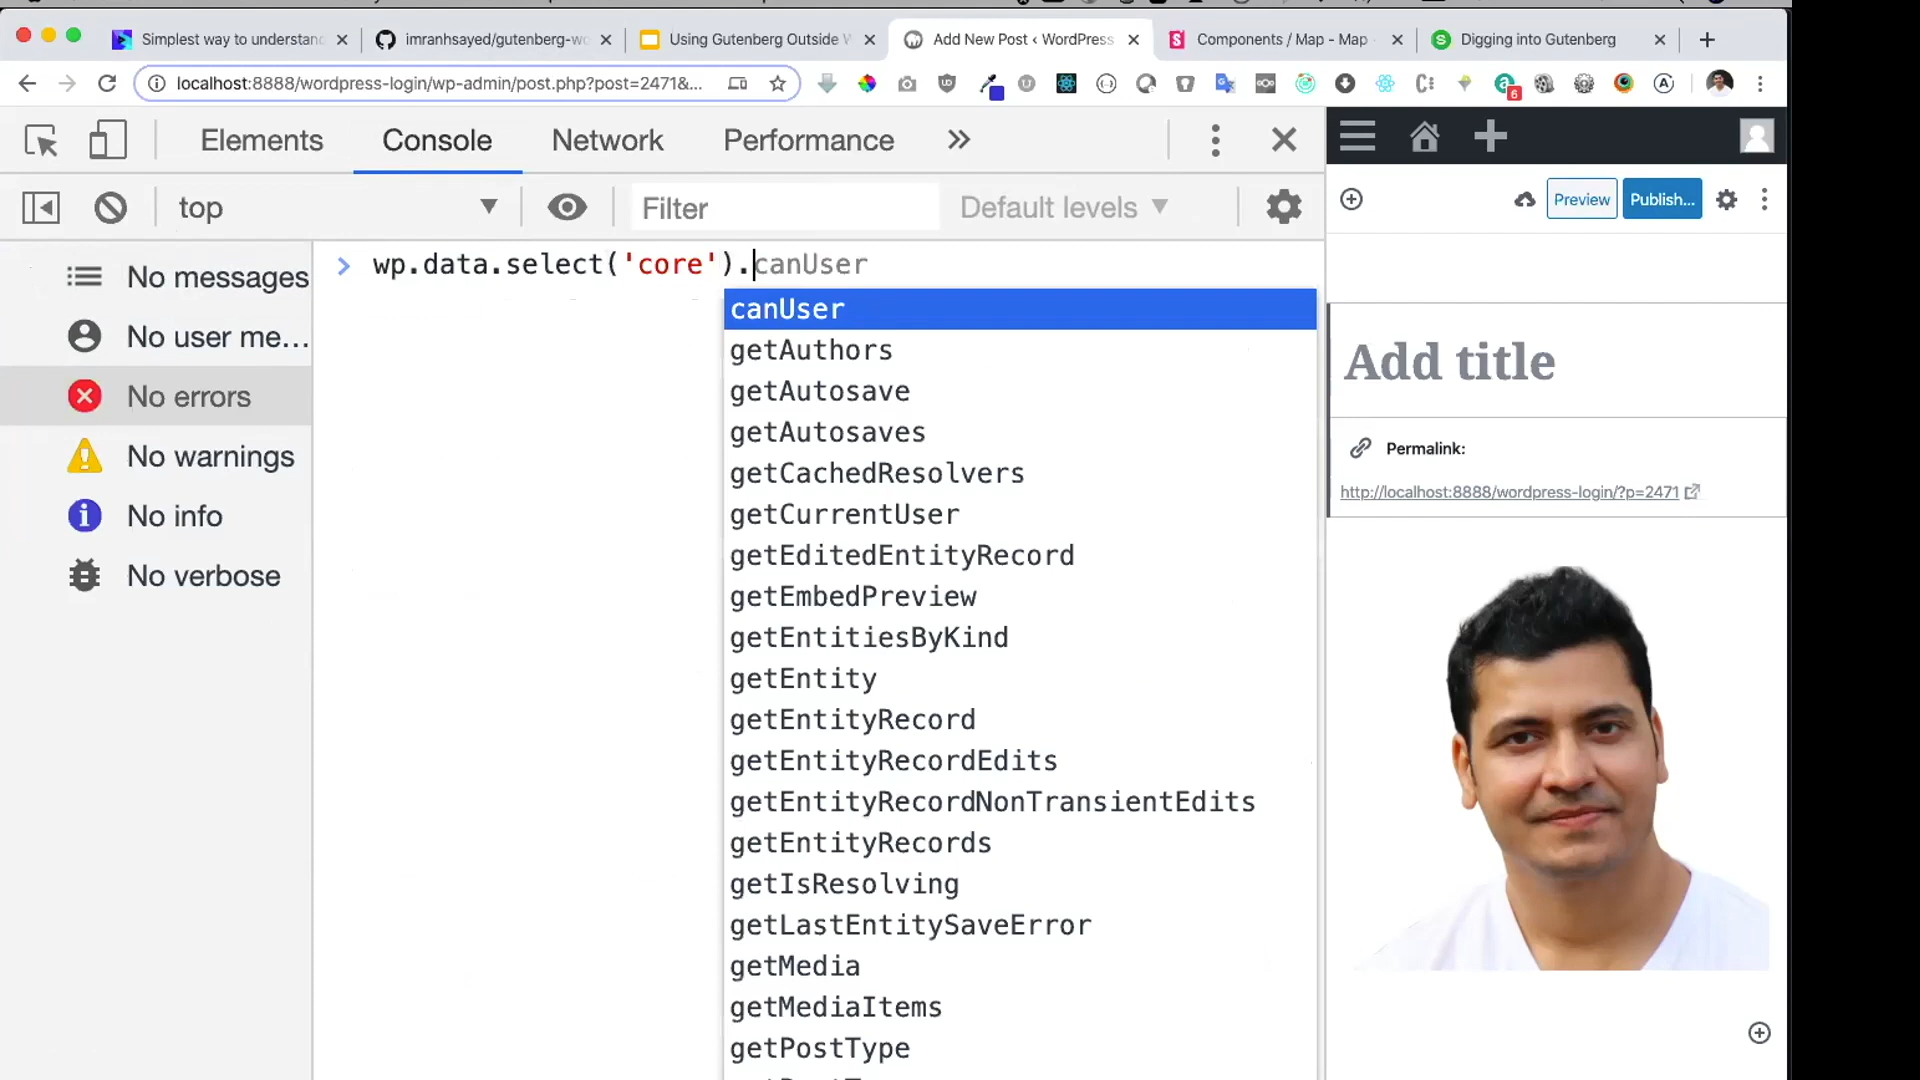 Simplest way to understan
imranhsayed/gutenberg-wo
Using Gutenberg Outside W
Add New Post ‹ WordPress
Components / Map - Map
Digging into Gutenberg
localhost:8888/wordpress-login/wp-admin/post.php?post=2471&...
6
Elements
Console
Network
Performance
top
Filter
Default levels
No messages
No user me...
No errors
No warnings
No info
No verbose
> wp.data.select('core').canUser
canUser
getAuthors
getAutosave
getAutosaves
getCachedResolvers
getCurrentUser
getEditedEntityRecord
getEmbedPreview
getEntitiesByKind
getEntity
getEntityRecord
getEntityRecordEdits
getEntityRecordNonTransientEdits
getEntityRecords
getIsResolving
getLastEntitySaveError
getMedia
getMediaItems
getPostType
Preview
Publish...
Add title
Permalink:
http://localhost:8888/wordpress-login/?p=2471